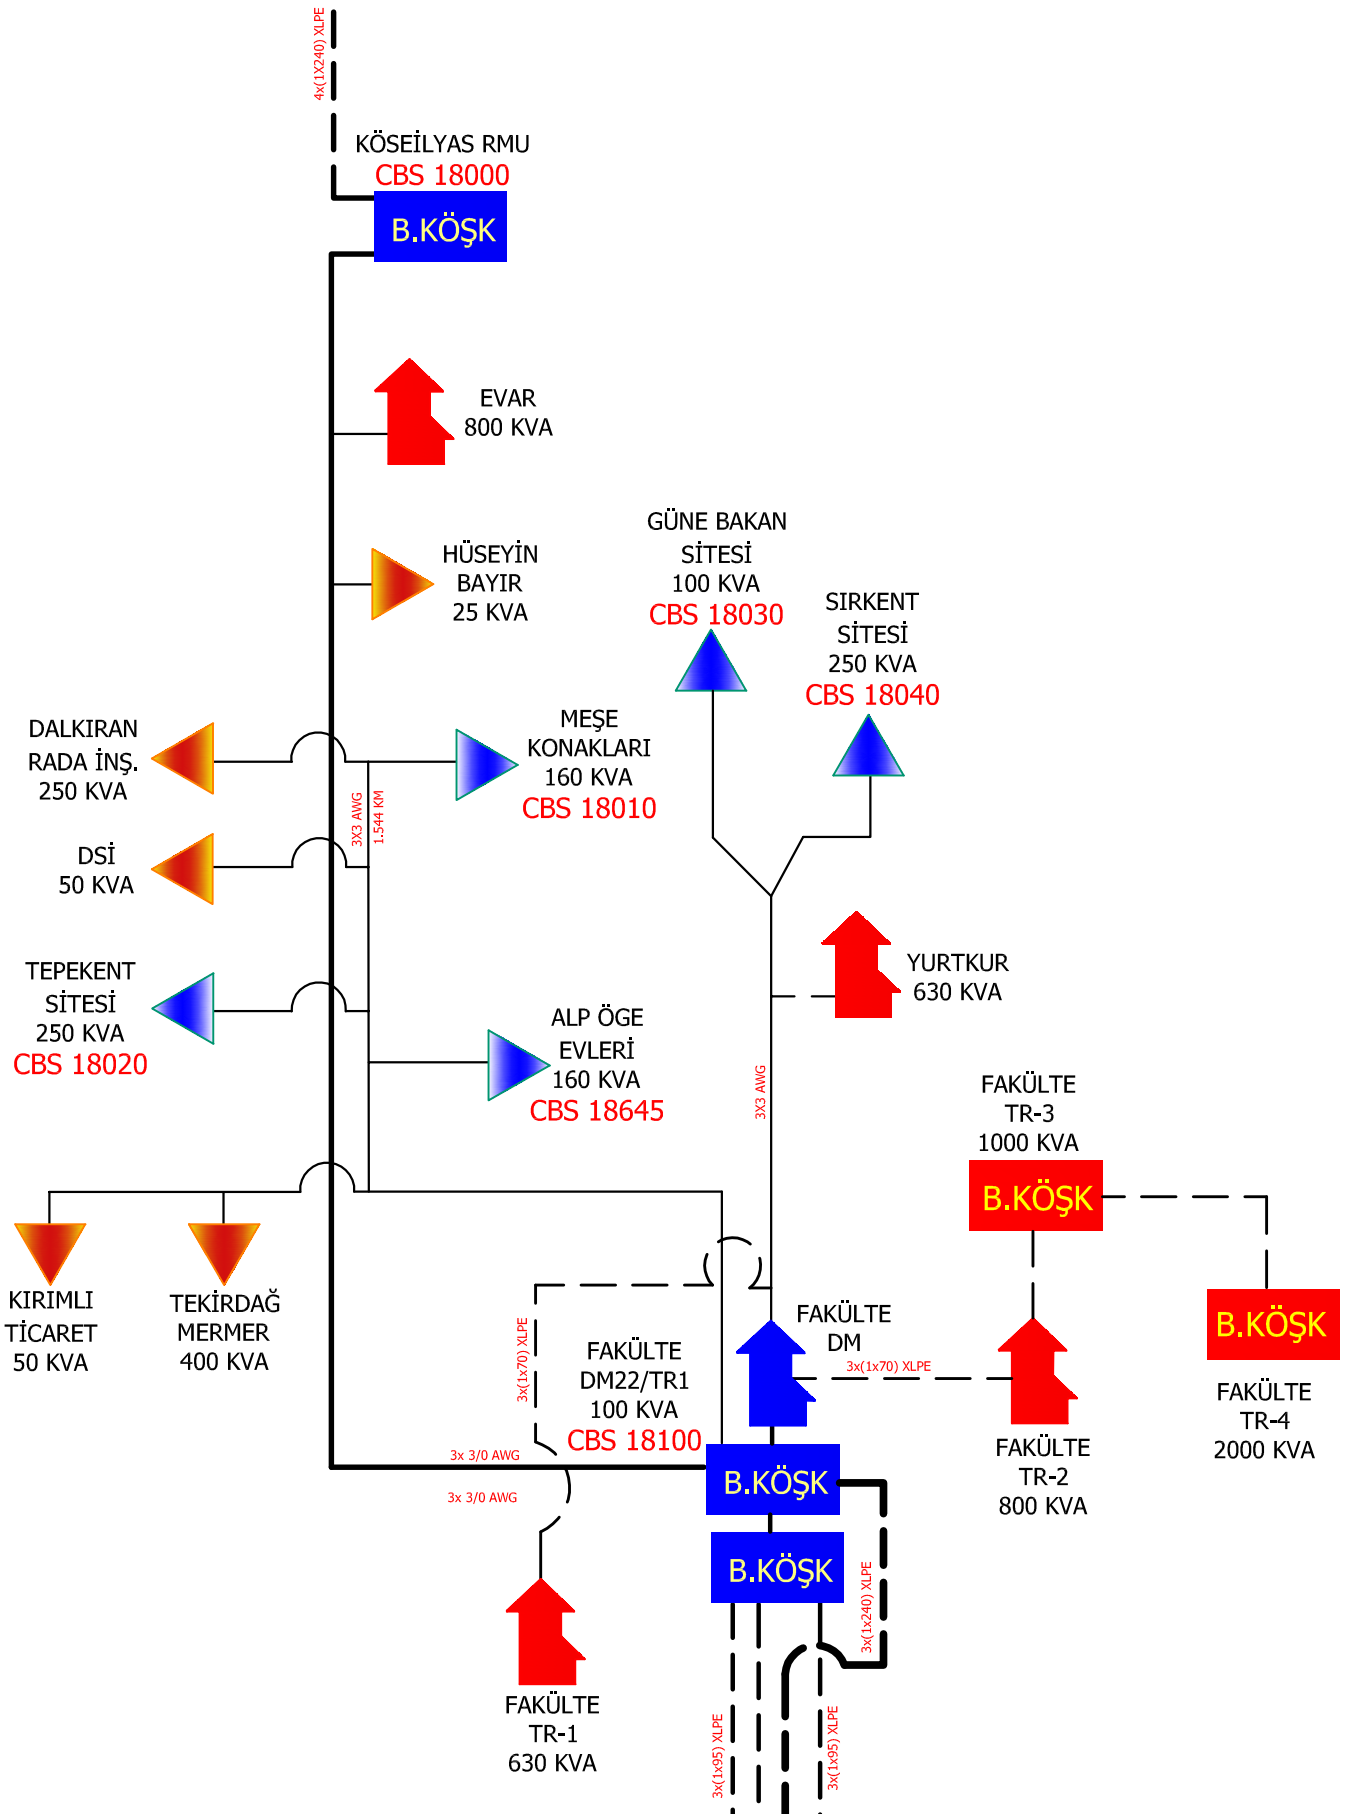 4x(1X240) XLPE
KÖSEİLYAS RMU
CBS 18000
B.KÖŞK
EVAR
800 KVA
HÜSEYİN
BAYIR
25 KVA
GÜNE BAKAN
SİTESİ
100 KVA
CBS 18030
SIRKENT
SİTESİ
250 KVA
CBS 18040
DALKIRAN
RADA İNŞ.
250 KVA
MEŞE
KONAKLARI
160 KVA
CBS 18010
3X3 AWG
1.544 KM
DSİ
50 KVA
YURTKUR
630 KVA
TEPEKENT
SİTESİ
250 KVA
CBS 18020
ALP ÖGE
EVLERİ
160 KVA
CBS 18645
3X3 AWG
FAKÜLTE
TR-3
1000 KVA
B.KÖŞK
KIRIMLI
TİCARET
50 KVA
TEKİRDAĞ
MERMER
400 KVA
FAKÜLTE
DM
B.KÖŞK
FAKÜLTE
TR-4
2000 KVA
3x(1x70) XLPE
3x(1x70) XLPE
FAKÜLTE
DM22/TR1
100 KVA
CBS 18100
FAKÜLTE
TR-2
800 KVA
3x 3/0 AWG
3x 3/0 AWG
B.KÖŞK
B.KÖŞK
3x(1x240) XLPE
FAKÜLTE
TR-1
630 KVA
3x(1x95) XLPE
3x(1x95) XLPE